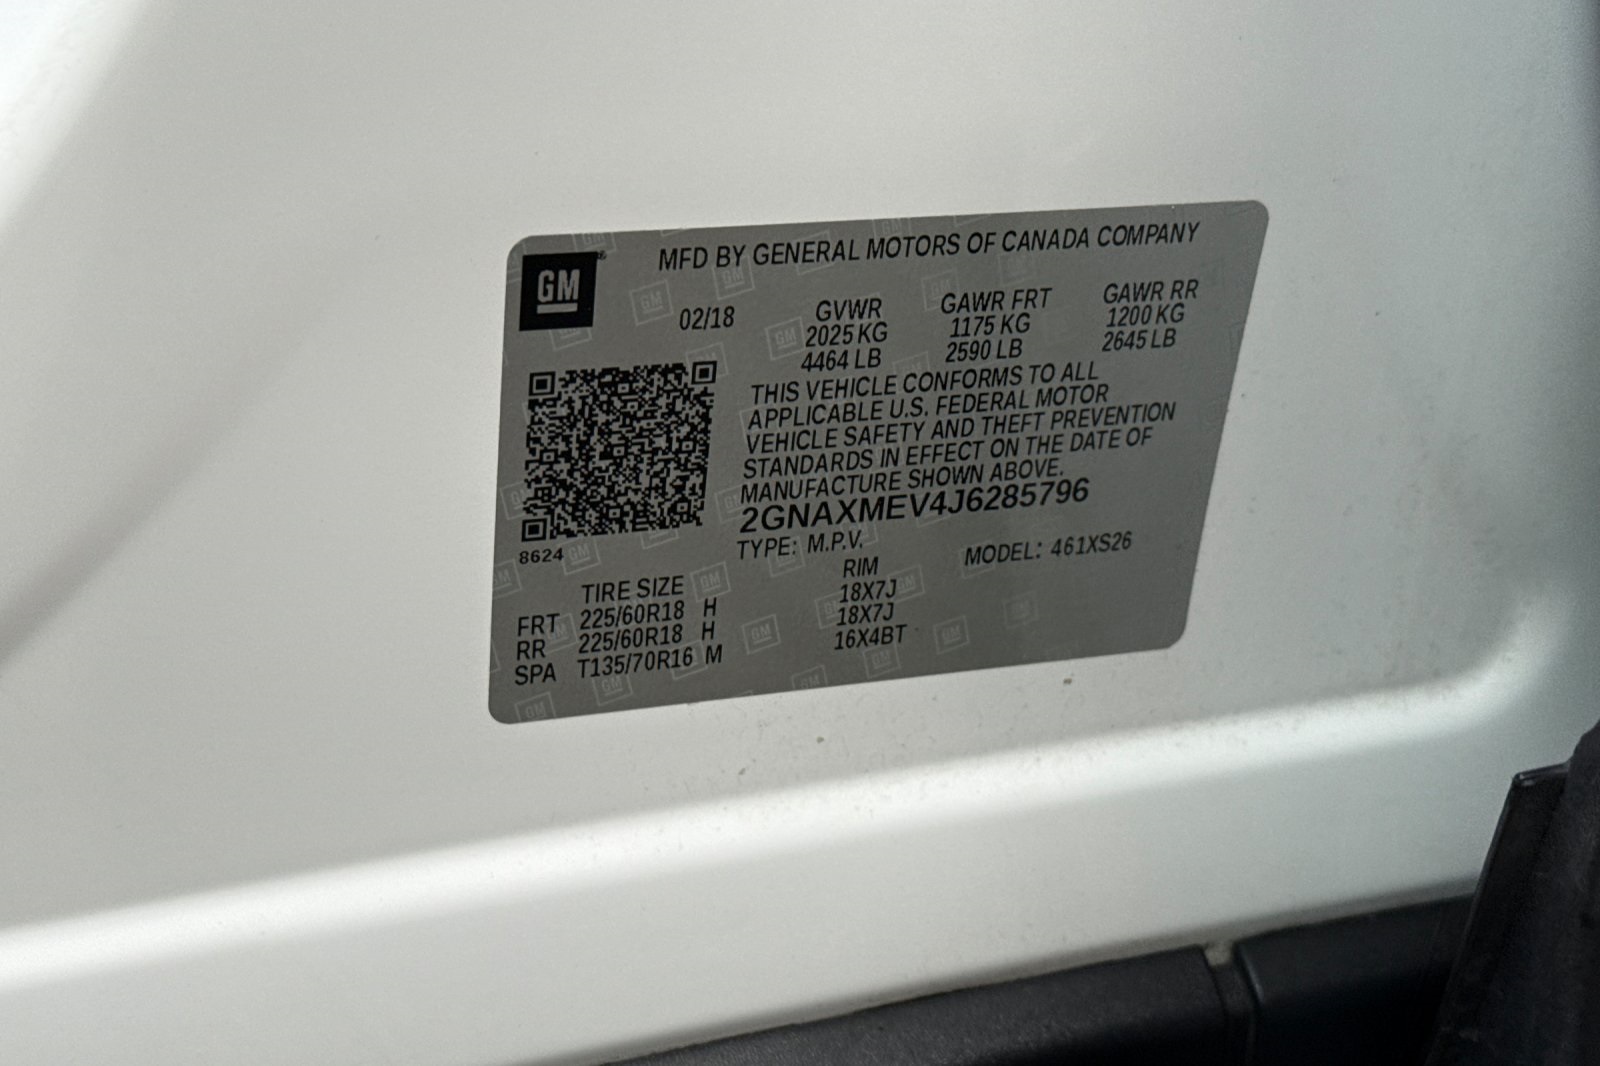 MFD BY GENERAL MOTORS OF CANADA COMPANY
GM
02/18
GVWR GAWR FRT GAWR RR
2025 KG 1175 KG 1200 KG
4464 LB 2590 LB 2645 LB
THIS VEHICLE CONFORMS TO ALL
APPLICABLE U.S. FEDERAL MOTOR
VEHICLE SAFETY AND THEFT PREVENTION
STANDARDS IN EFFECT ON THE DATE OF
MANUFACTURE SHOWN ABOVE.
2GNAXMEV4J6285796
8624
TYPE: M.P.V. MODEL: 461XS26
TIRE SIZE RIM
FRT 225/60R18 H 18X7J
RR 225/60R18 H 18X7J
SPA T135/70R16 M 16X4BT